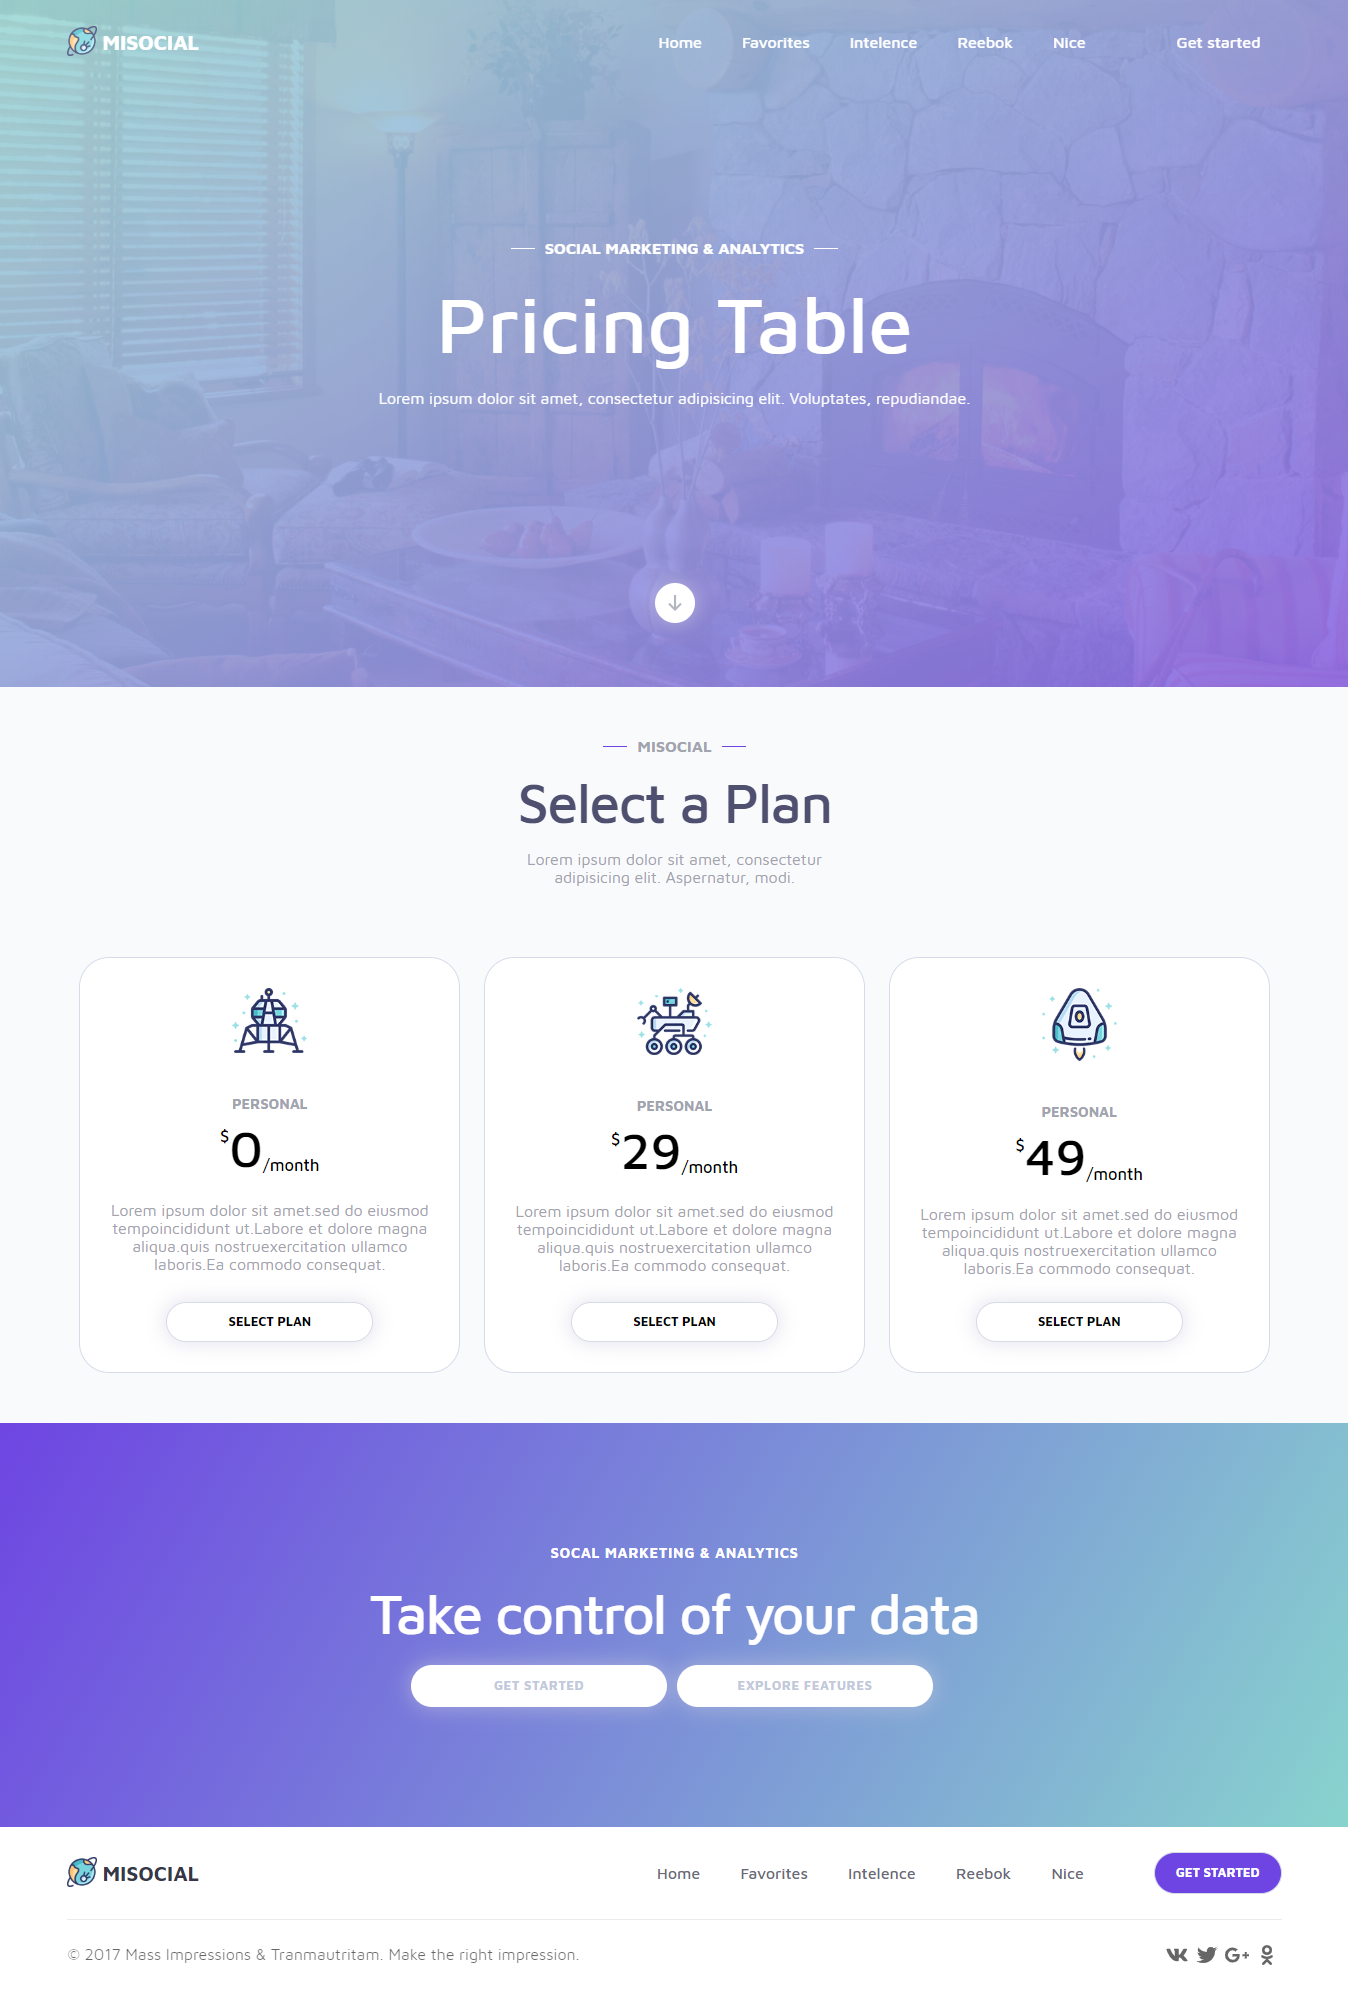 MISOCIAL
Home Favorites Intelence Reebok Nice Get started
SOCIAL MARKETING & ANALYTICS
Pricing Table
Lorem ipsum dolor sit amet, consectetur adipisicing elit. Voluptates, repudiandae.
MISOCIAL
Select a Plan
Lorem ipsum dolor sit amet, consectetur
adipisicing elit. Aspernatur, modi.
PERSONAL
$0/month
Lorem ipsum dolor sit amet.sed do eiusmod
tempoincididunt ut.Labore et dolore magna
aliqua.quis nostruexercitation ullamco
laboris.Ea commodo consequat.
SELECT PLAN
PERSONAL
$29/month
Lorem ipsum dolor sit amet.sed do eiusmod
tempoincididunt ut.Labore et dolore magna
aliqua.quis nostruexercitation ullamco
laboris.Ea commodo consequat.
SELECT PLAN
PERSONAL
$49/month
Lorem ipsum dolor sit amet.sed do eiusmod
tempoincididunt ut.Labore et dolore magna
aliqua.quis nostruexercitation ullamco
laboris.Ea commodo consequat.
SELECT PLAN
SOCAL MARKETING & ANALYTICS
Take control of your data
GET STARTED EXPLORE FEATURES
MISOCIAL
Home Favorites Intelence Reebok Nice GET STARTED
© 2017 Mass Impressions & Tranmautritam. Make the right impression.